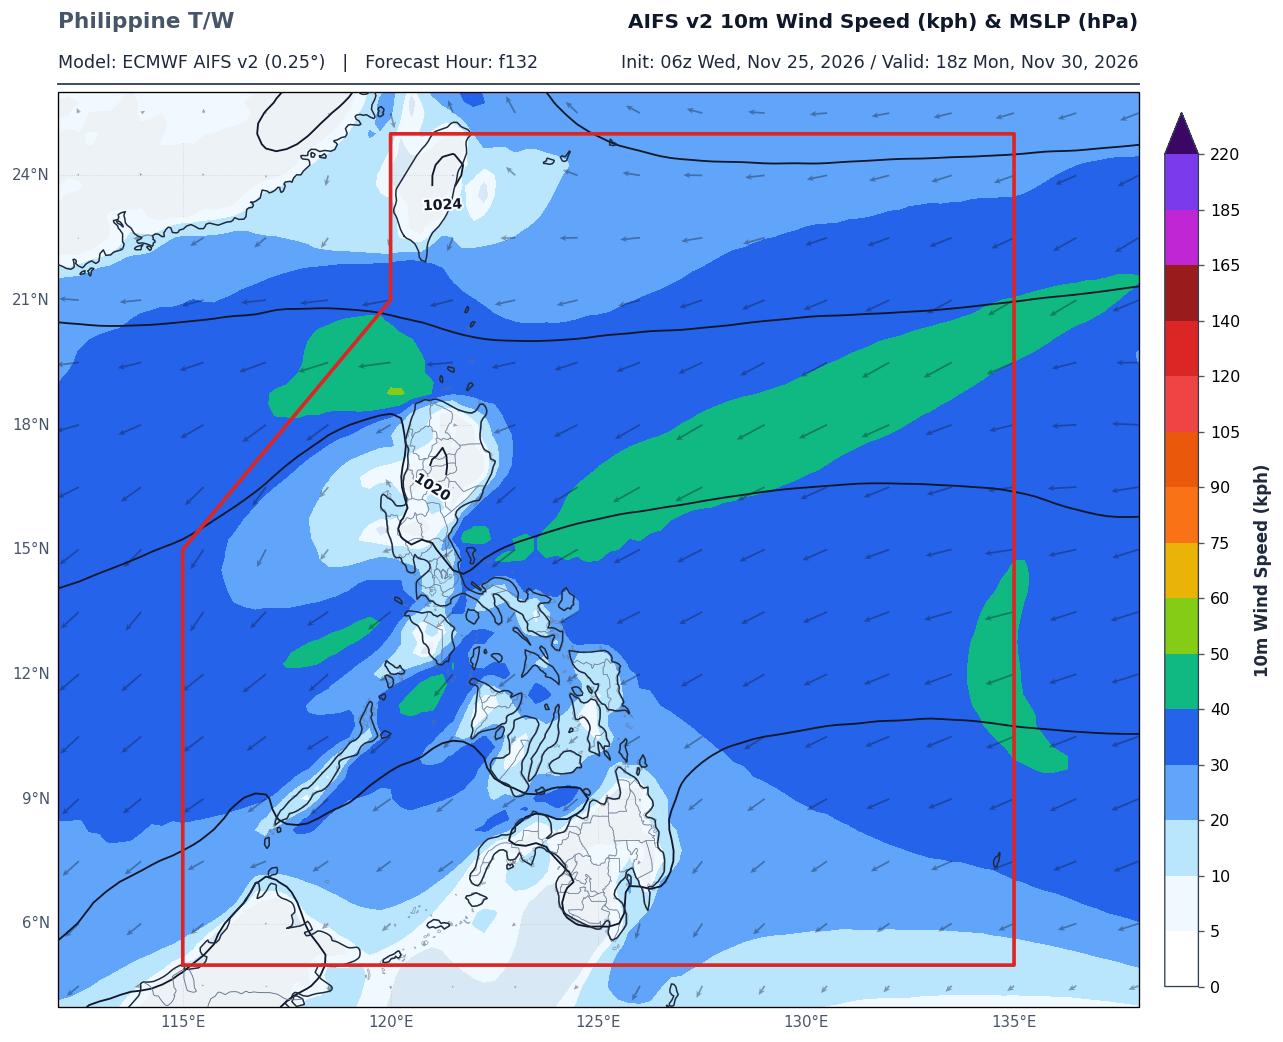 Philippine T/W
AIFS v2 10m Wind Speed (kph) & MSLP (hPa)
Model: ECMWF AIFS v2 (0.25°) | Forecast Hour: f132
Init: 06z Wed, Nov 25, 2026 / Valid: 18z Mon, Nov 30, 2026
24°N
21°N
18°N
15°N
12°N
9°N
6°N
1024
1020
115°E
120°E
125°E
130°E
135°E
220
185
165
140
120
105
90
75
60
50
40
30
20
10
5
0
10m Wind Speed (kph)